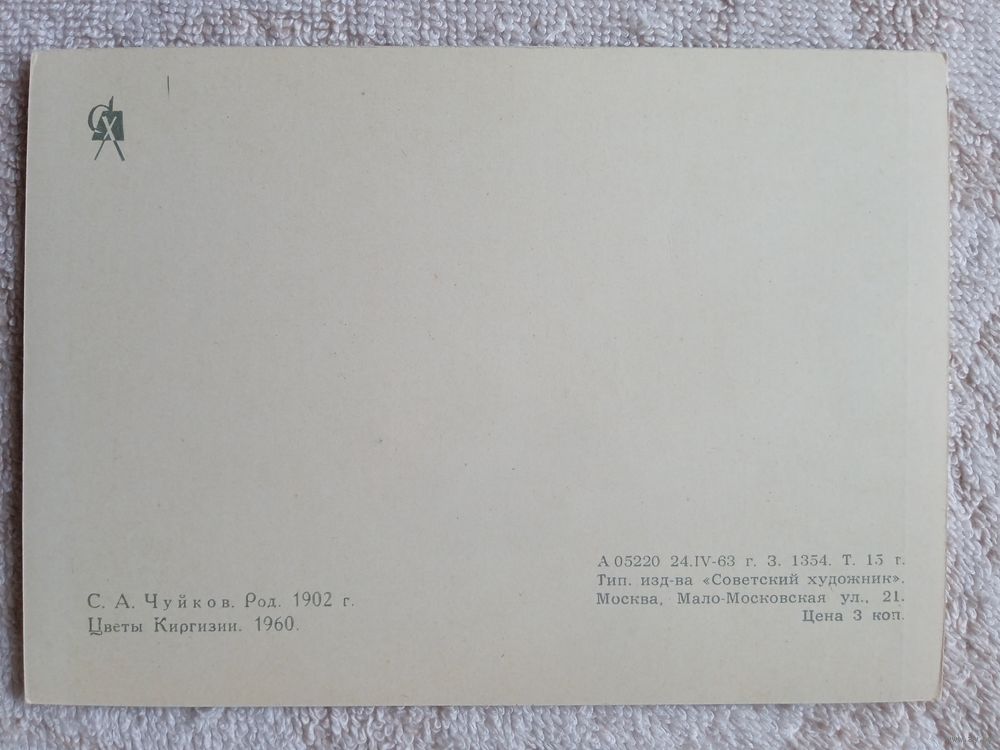 СХ
С. А. Чуйков. Род. 1902 г.
Цветы Киргизии. 1960.
А 05220 24.IV-63 г. З. 1354. Т. 15 г.
Тип. изд-ва «Советский художник».
Москва, Мало-Московская ул., 21.
Цена 3 коп.